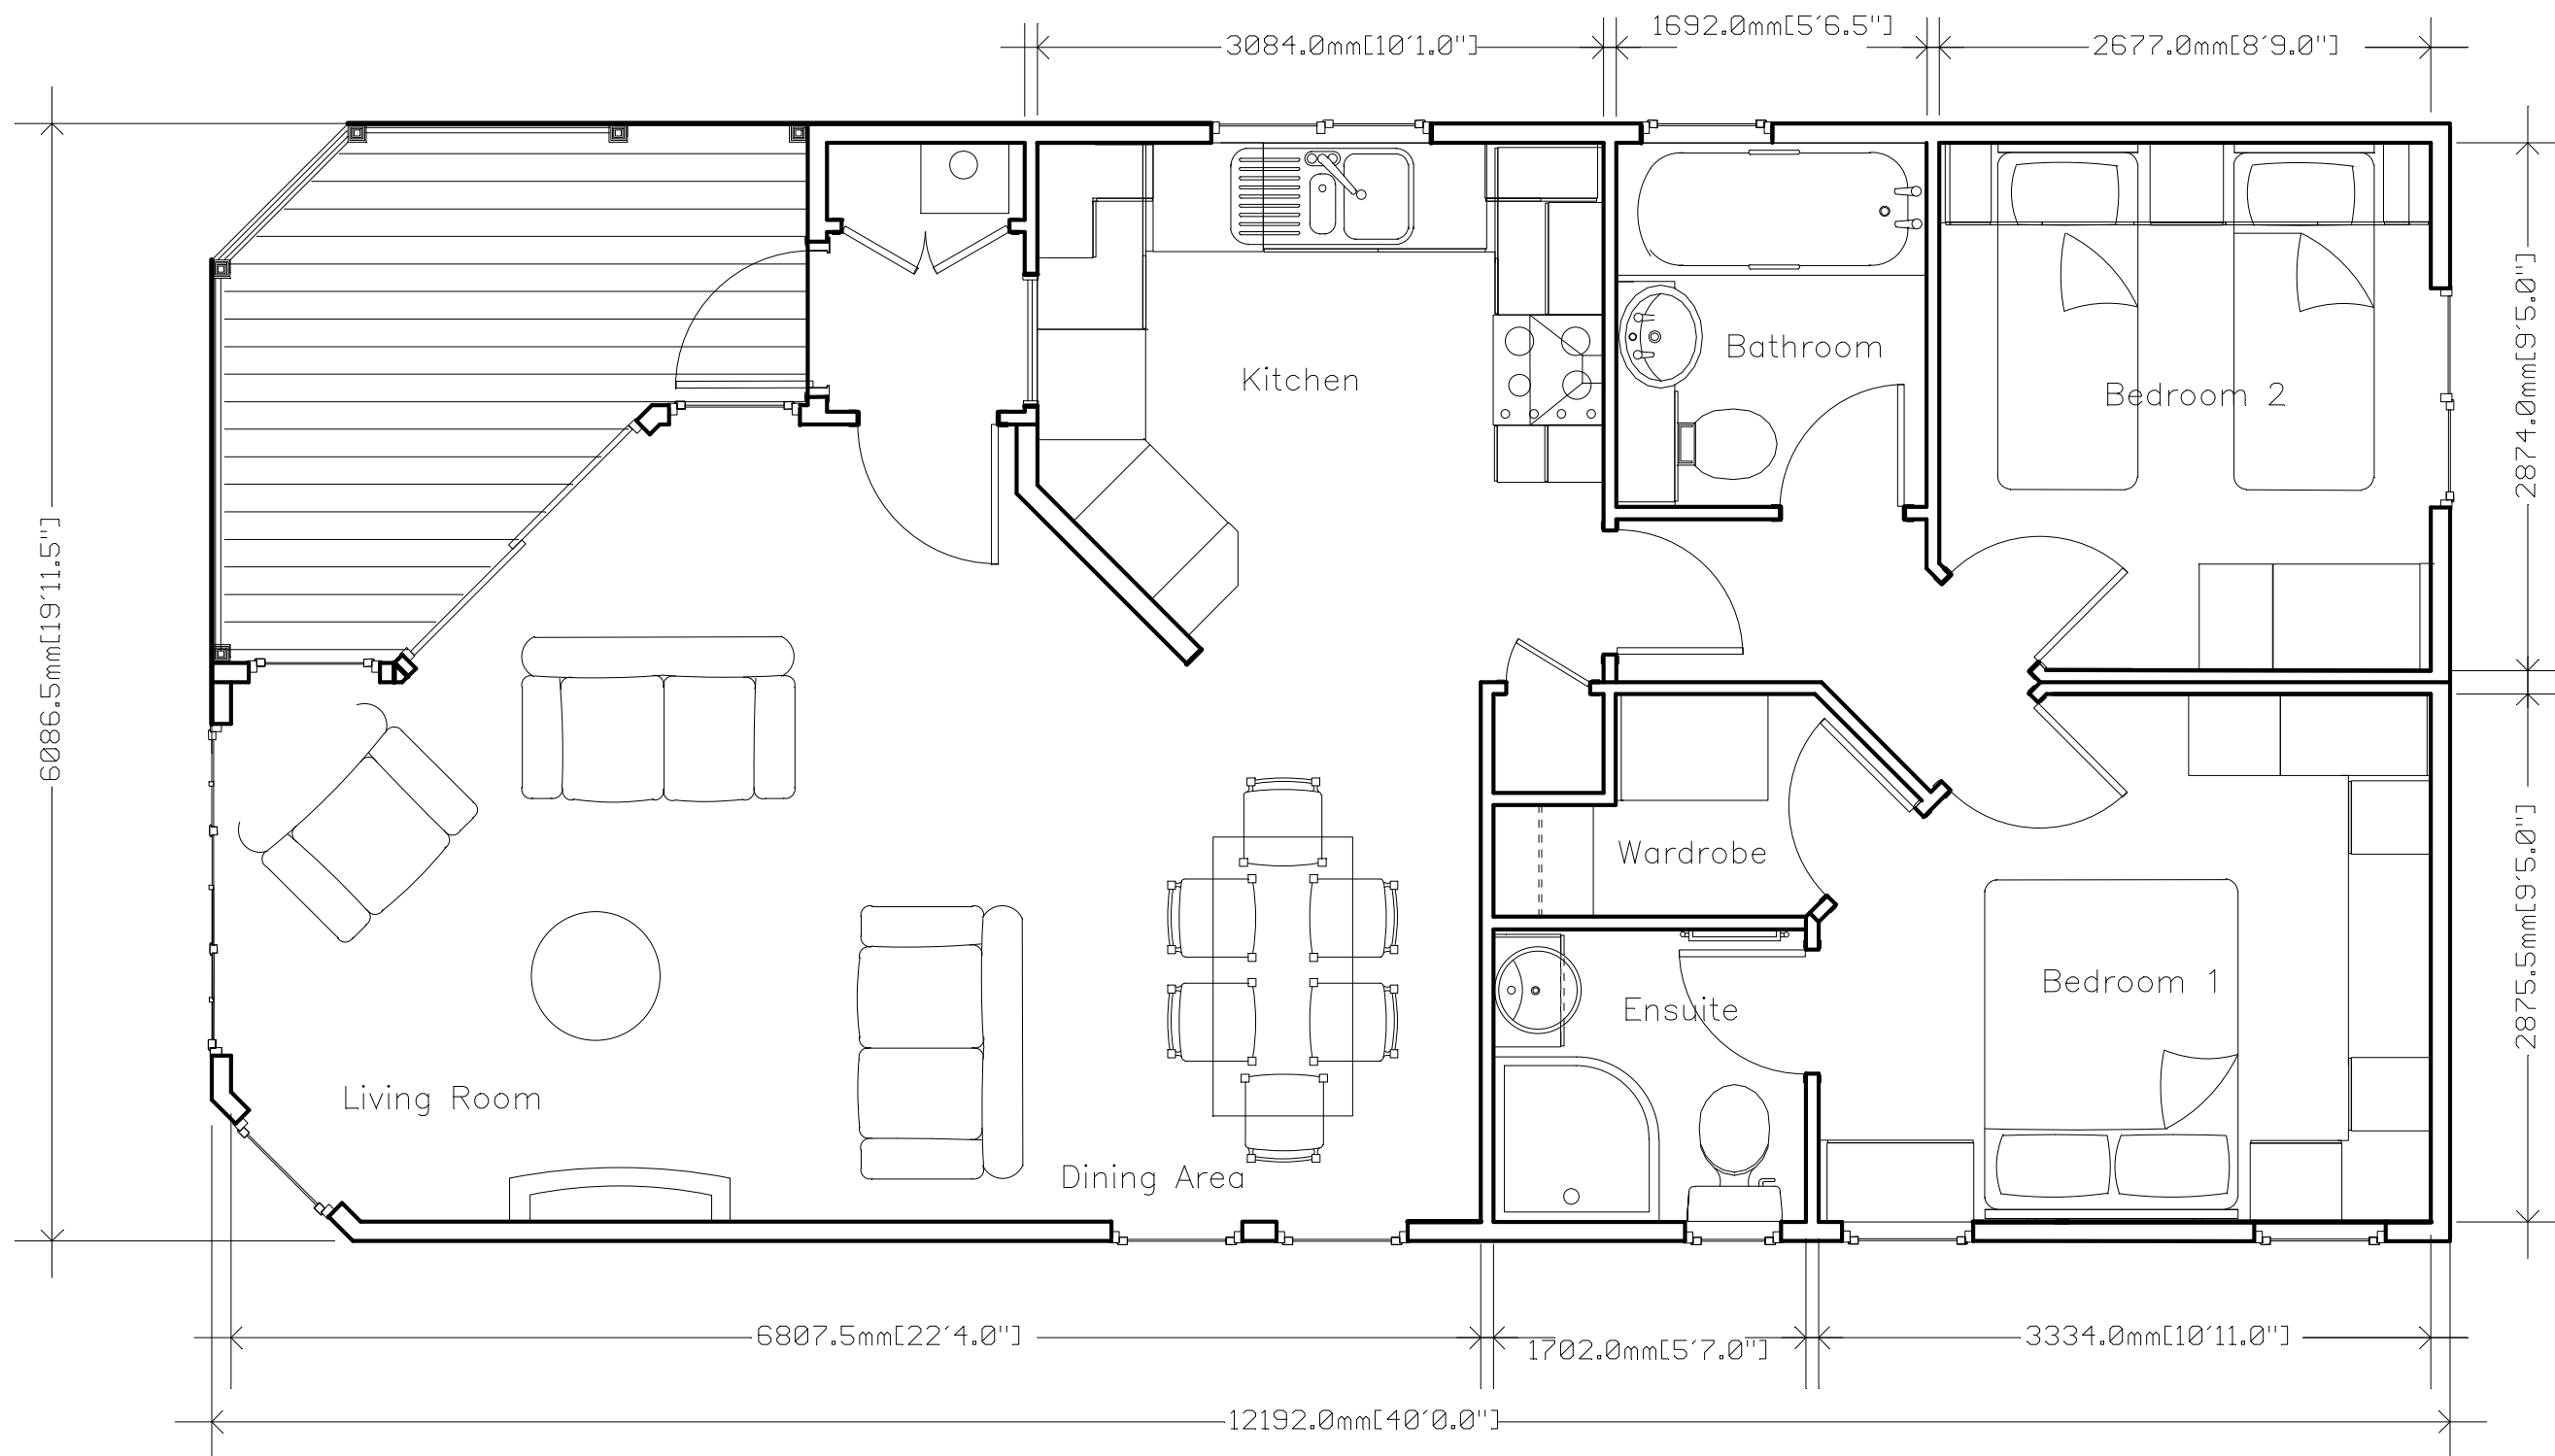 1692.0mm[5'6.5"]
3084.0mm[10'1.0"]
2677.0mm[8'9.0"]
Kitchen
Bathroom
Bedroom 2
2874.0mm[9'5.0"]
6086.5mm[19'11.5"]
Wardrobe
Bedroom 1
Ensuite
2875.5mm[9'5.0"]
Living Room
Dining Area
6807.5mm[22'4.0"]
1702.0mm[5'7.0"]
3334.0mm[10'11.0"]
12192.0mm[40'0.0"]